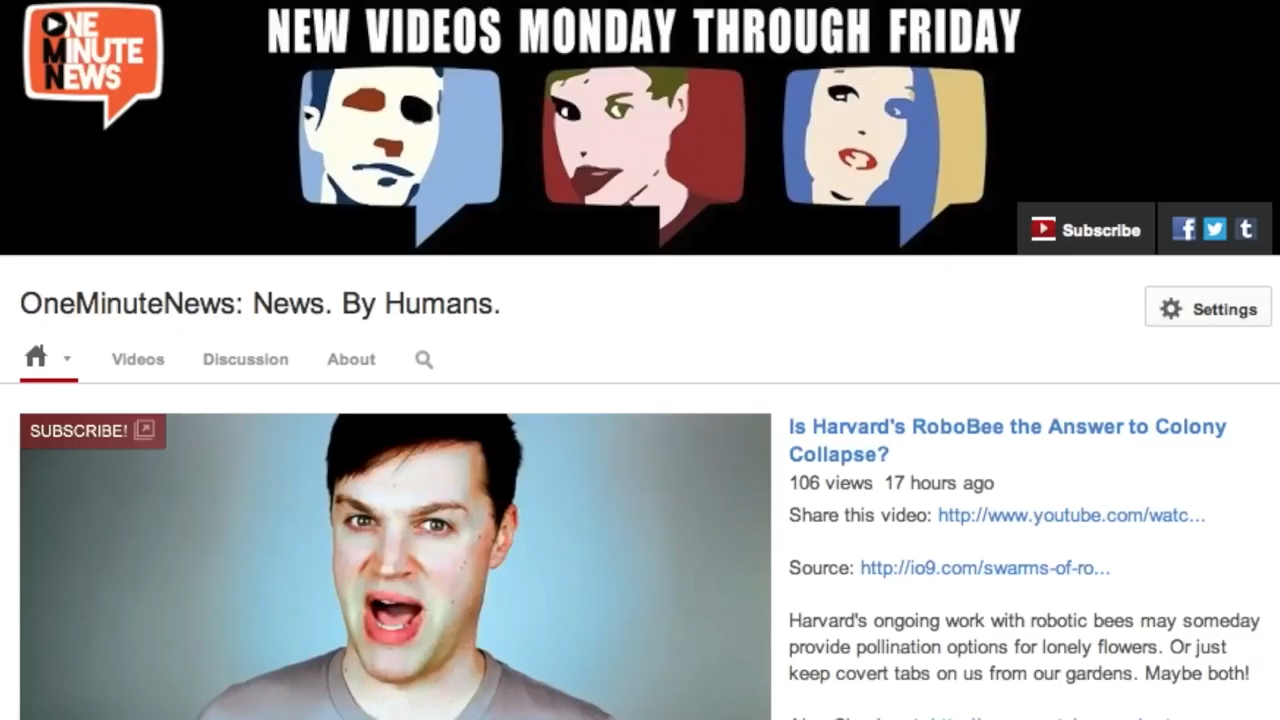 ONE
MINUTE
NEWS
NEW VIDEOS MONDAY THROUGH FRIDAY
Subscribe
OneMinuteNews: News. By Humans.
Settings
Videos Discussion About
SUBSCRIBE!
Is Harvard's RoboBee the Answer to Colony
Collapse?
106 views 17 hours ago
Share this video: http://www.youtube.com/watc...
Source: http://io9.com/swarms-of-ro...
Harvard's ongoing work with robotic bees may someday
provide pollination options for lonely flowers. Or just
keep covert tabs on us from our gardens. Maybe both!